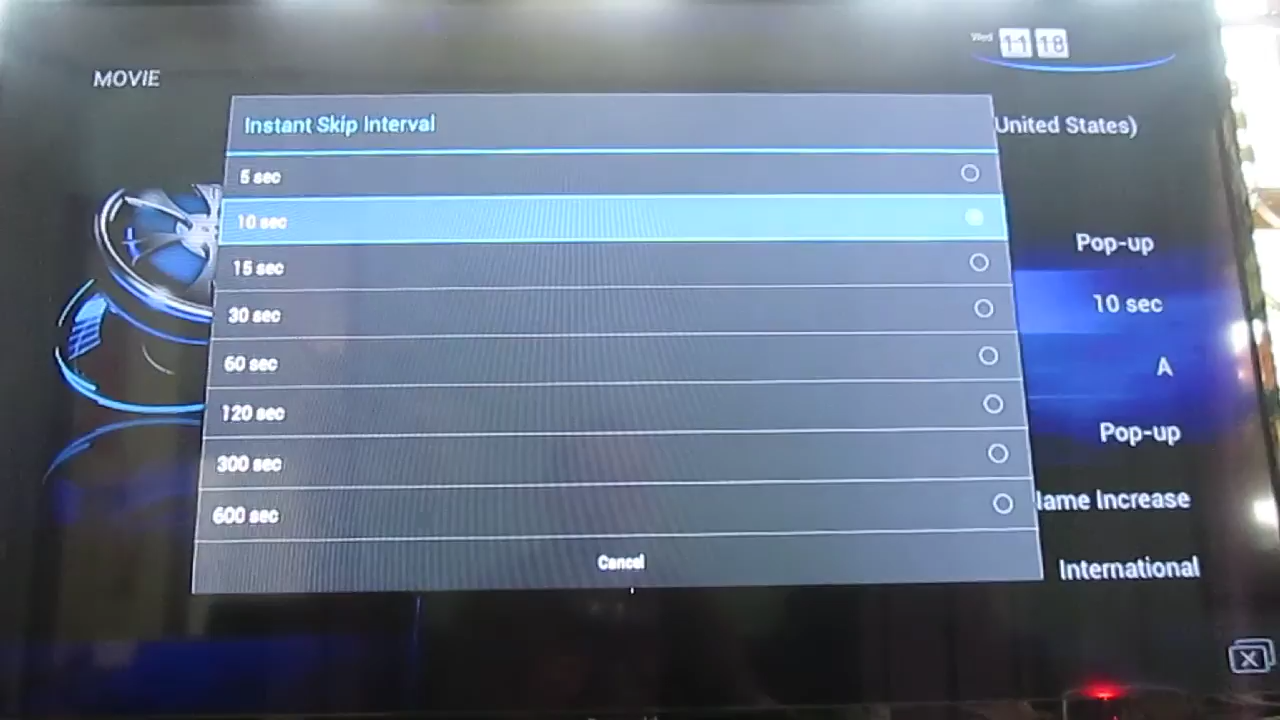 Wed 11 18
MOVIE
Instant Skip Interval
United States)
5 sec
10 sec
Pop-up
15 sec
10 sec
30 sec
60 sec
A
120 sec
Pop-up
300 sec
Name Increase
600 sec
Cancel
International